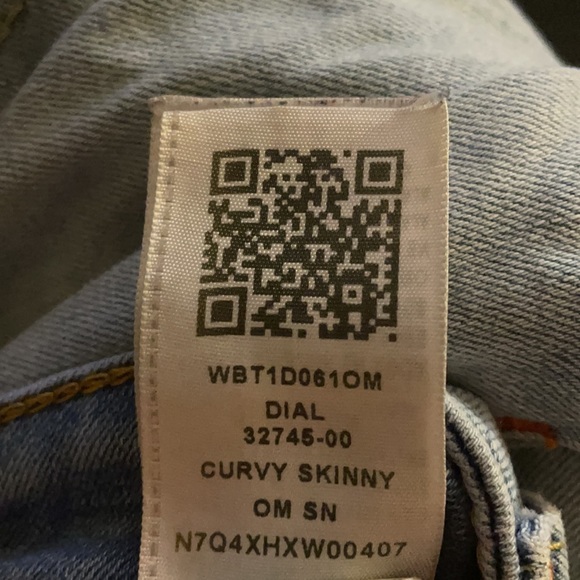 WBT1D061OM
DIAL
32745-00
CURVY SKINNY
OM SN
N7Q4XHXW00407